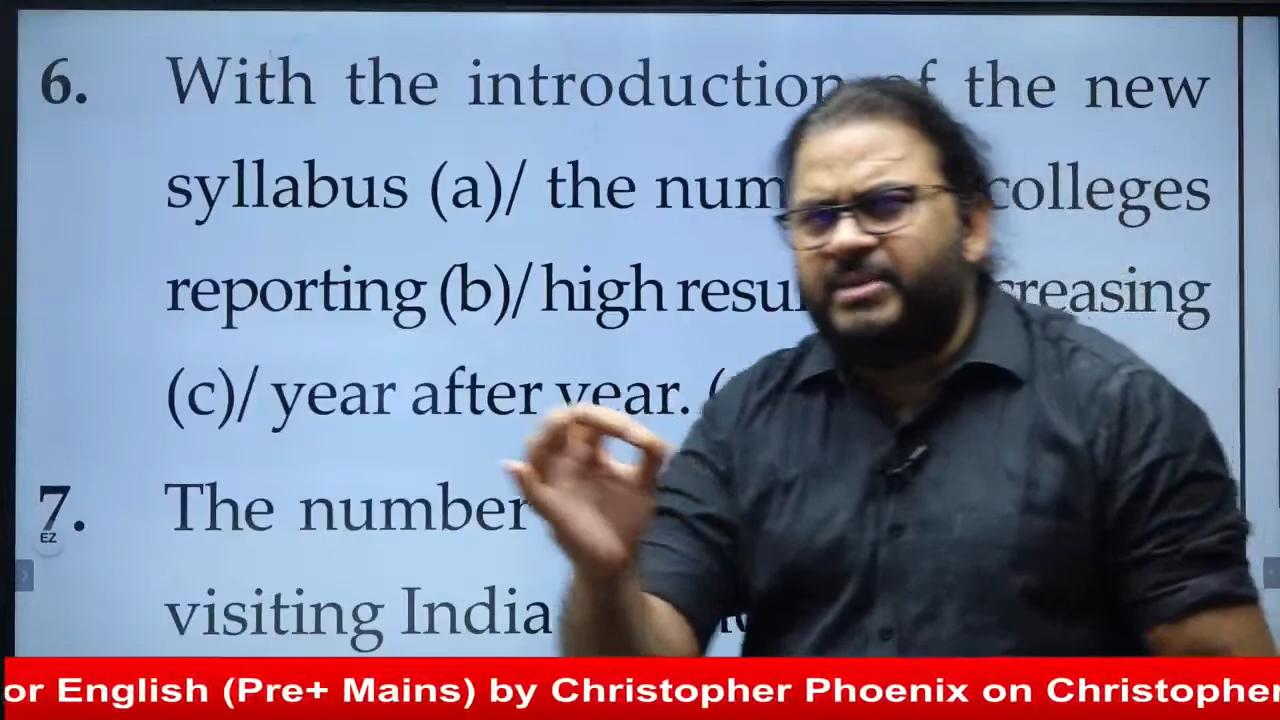 6. With the introduction of the new
syllabus (a)/ the num colleges
reporting (b)/ high resu creasing
(c)/ year after year. (
7. The number
EZ
visiting India
or English (Pre+ Mains) by Christopher Phoenix on Christopher